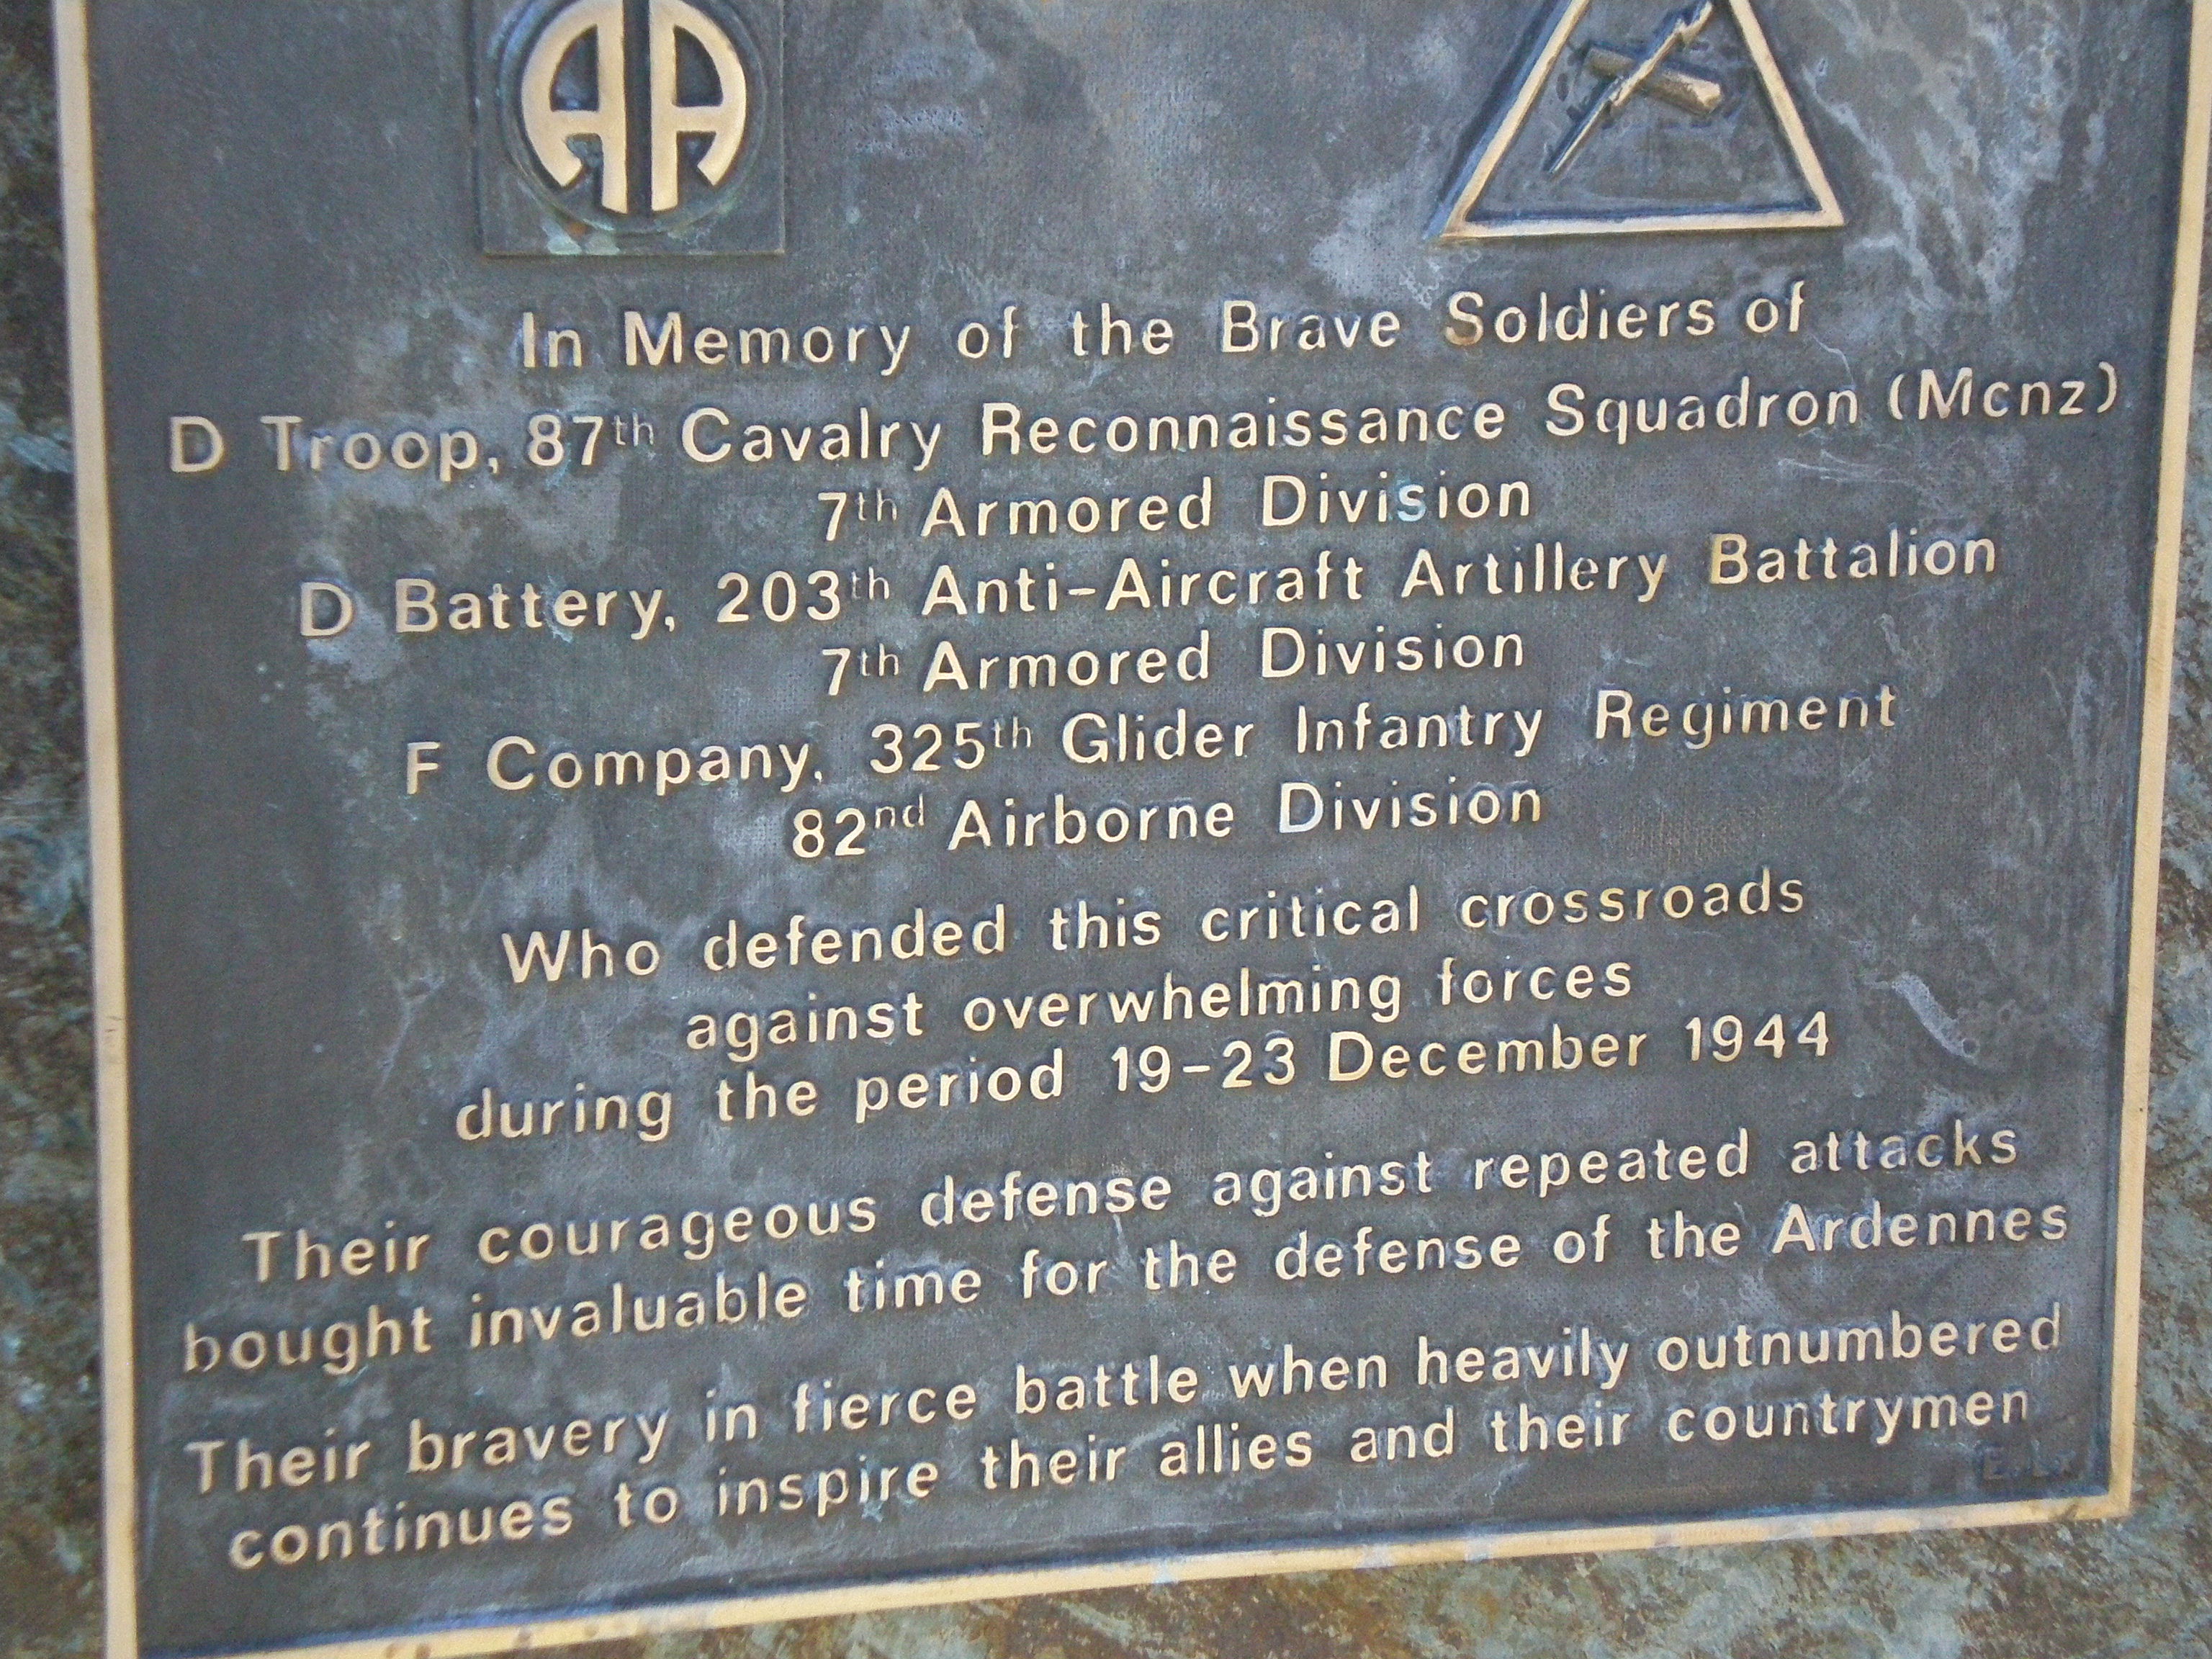 AA
In Memory of the Brave Soldiers of
D Troop, 87th Cavalry Reconnaissance Squadron (Mcnz)
7th Armored Division
D Battery, 203th Anti-Aircraft Artillery Battalion
7th Armored Division
F Company, 325th Glider Infantry Regiment
82nd Airborne Division
Who defended this critical crossroads
against overwhelming forces
during the period 19-23 December 1944
Their courageous defense against repeated attacks
bought invaluable time for the defense of the Ardennes
Their bravery in fierce battle when heavily outnumbered
continues to inspire their allies and their countrymen